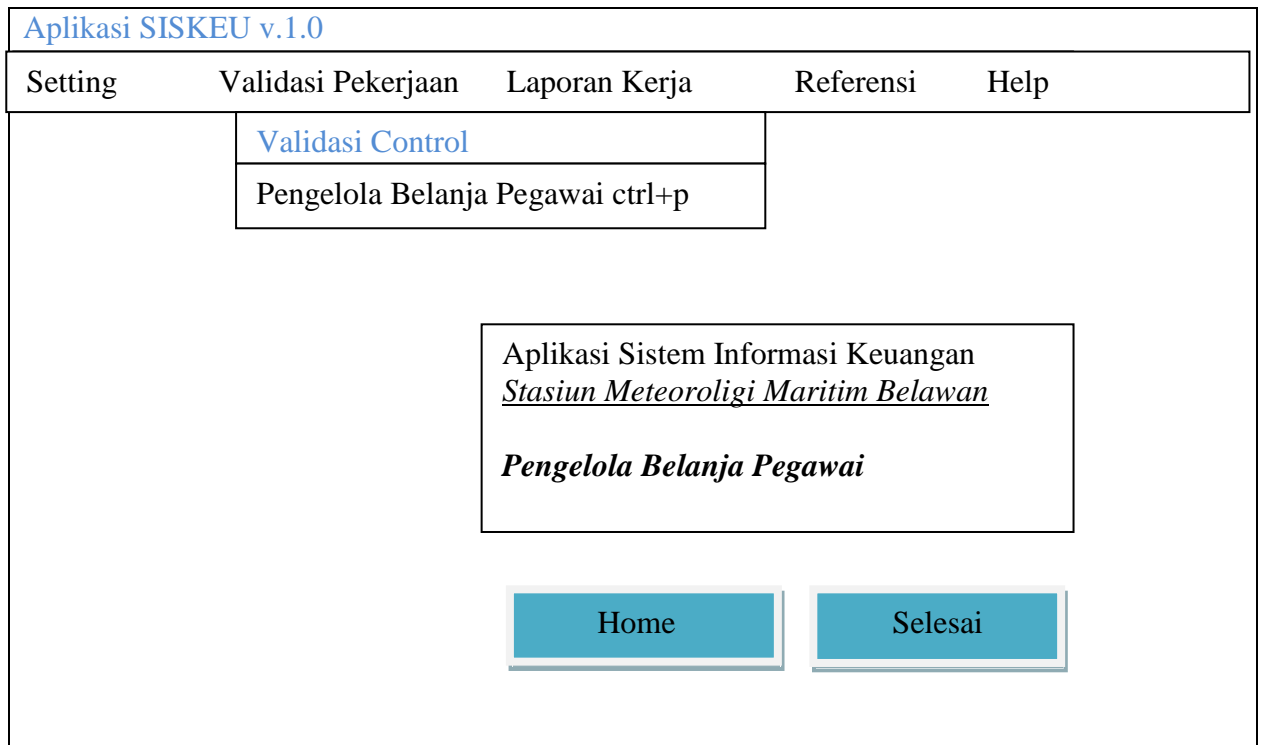 Aplikasi SISKEU v.1.0
Setting Validasi Pekerjaan Laporan Kerja Referensi Help
Validasi Control
Pengelola Belanja Pegawai ctrl+p
Aplikasi Sistem Informasi Keuangan
Stasiun Meteoroligi Maritim Belawan
Pengelola Belanja Pegawai
Home Selesai